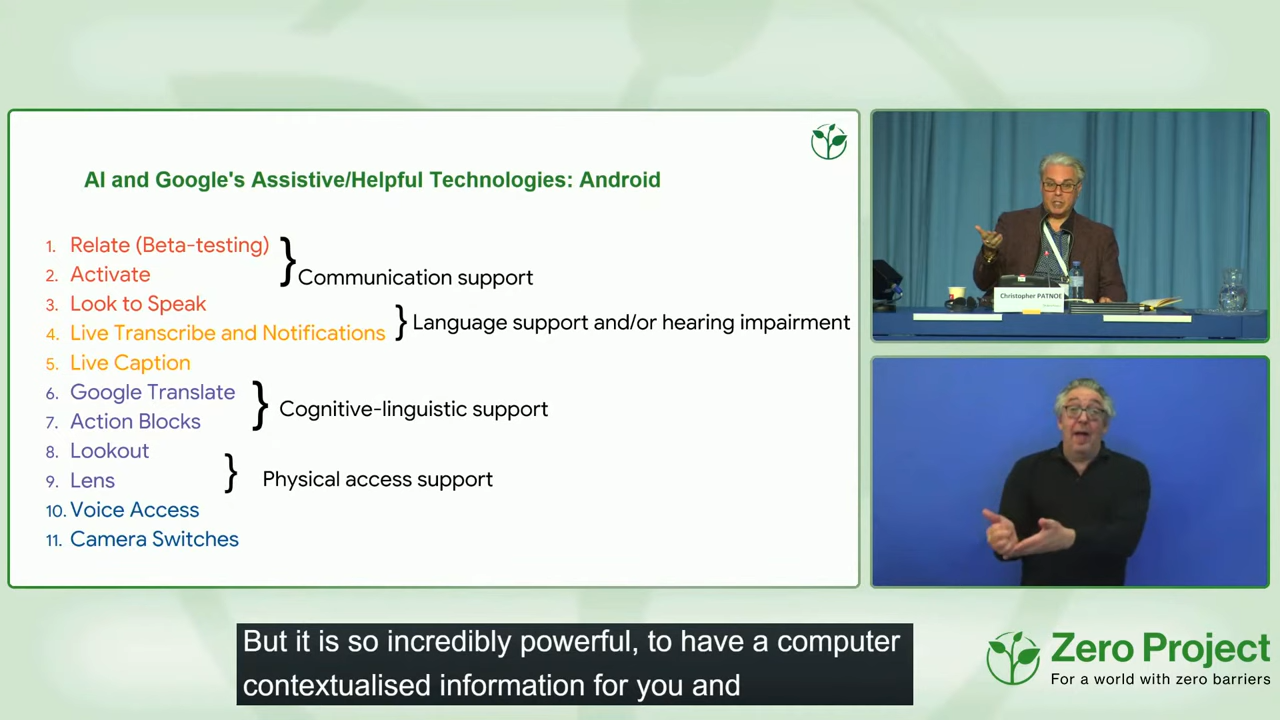 AI and Google's Assistive/Helpful Technologies: Android
1. Relate (Beta-testing)
2. Activate
} Communication support
3. Look to Speak
4. Live Transcribe and Notifications
} Language support and/or hearing impairment
5. Live Caption
6. Google Translate
7. Action Blocks
} Cognitive-linguistic support
8. Lookout
9. Lens
} Physical access support
10. Voice Access
11. Camera Switches
Christopher PATNOE
But it is so incredibly powerful, to have a computer
contextualised information for you and
Zero Project
For a world with zero barriers